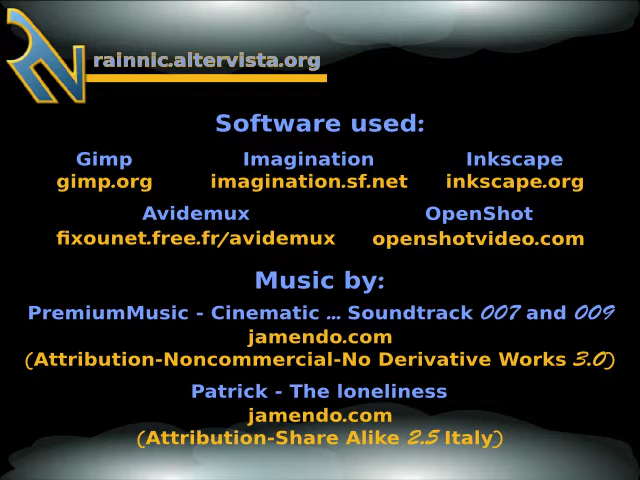 rainnic.altervista.org
Software used:
Gimp Imagination Inkscape
gimp.org imagination.sf.net inkscape.org
Avidemux OpenShot
fixounet.free.fr/avidemux openshotvideo.com
Music by:
PremiumMusic - Cinematic ... Soundtrack 007 and 009
jamendo.com
(Attribution-Noncommercial-No Derivative Works 3.0)
Patrick - The loneliness
jamendo.com
(Attribution-Share Alike 2.5 Italy)